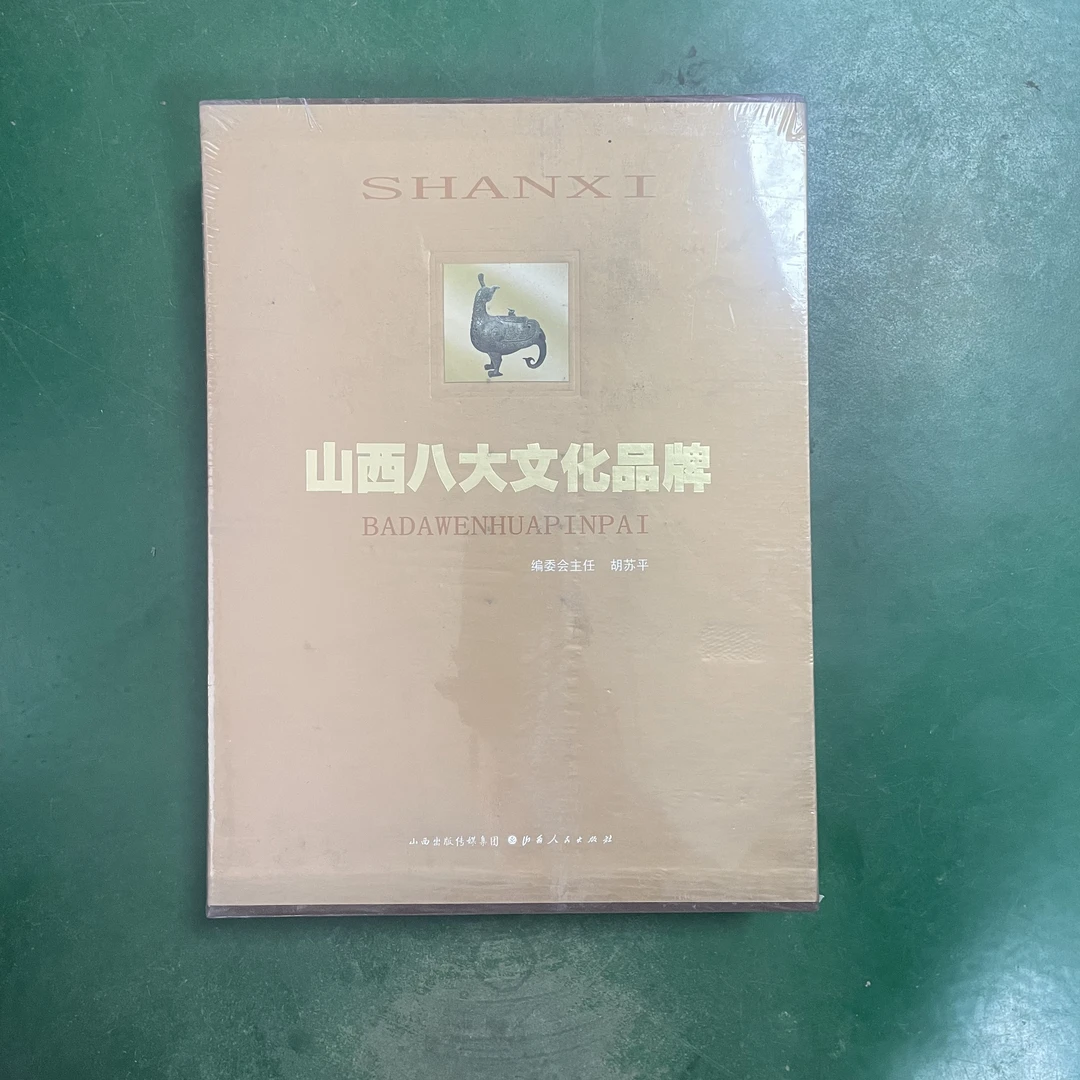 SHANXI
山西八大文化品牌
BADAWENHUAPINPAI
编委会主任 胡苏平
山西出版传媒集团 山西人民出版社